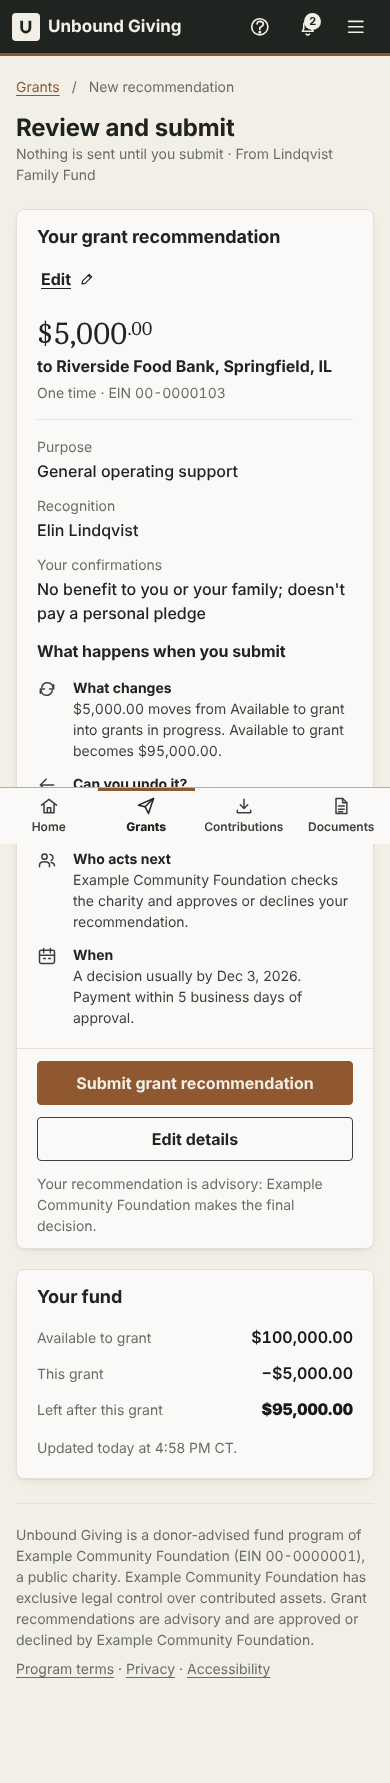 U Unbound Giving 2
Grants / New recommendation
Review and submit
Nothing is sent until you submit · From Lindqvist
Family Fund
Your grant recommendation
Edit
$5,000.00
to Riverside Food Bank, Springfield, IL
One time · EIN 00-0000103
Purpose
General operating support
Recognition
Elin Lindqvist
Your confirmations
No benefit to you or your family; doesn't
pay a personal pledge
What happens when you submit
What changes
$5,000.00 moves from Available to grant
into grants in progress. Available to grant
becomes $95,000.00.
Can you undo it?
Home Grants Contributions Documents
Who acts next
Example Community Foundation checks
the charity and approves or declines your
recommendation.
When
A decision usually by Dec 3, 2026.
Payment within 5 business days of
approval.
Submit grant recommendation
Edit details
Your recommendation is advisory: Example
Community Foundation makes the final
decision.
Your fund
Available to grant $100,000.00
This grant −$5,000.00
Left after this grant $95,000.00
Updated today at 4:58 PM CT.
Unbound Giving is a donor-advised fund program of
Example Community Foundation (EIN 00-0000001),
a public charity. Example Community Foundation has
exclusive legal control over contributed assets. Grant
recommendations are advisory and are approved or
declined by Example Community Foundation.
Program terms · Privacy · Accessibility